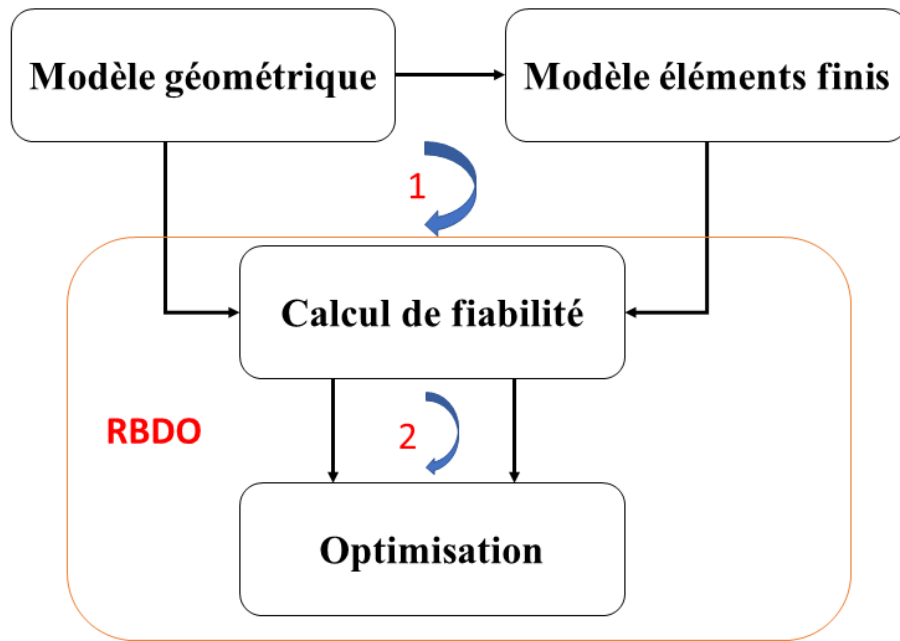 Modèle géométrique
Modèle éléments finis
1
Calcul de fiabilité
RBDO
2
Optimisation